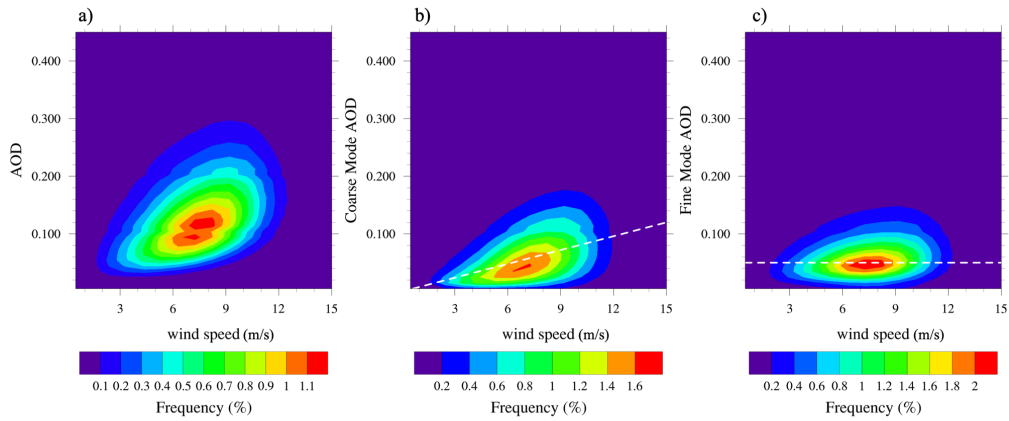 a)
b)
c)
AOD
0.400
0.300
0.200
0.100
3 6 9 12 15
wind speed (m/s)
0.1 0.2 0.3 0.4 0.5 0.6 0.7 0.8 0.9 1 1.1
Frequency (%)
Coarse Mode AOD
0.400
0.300
0.200
0.100
3 6 9 12 15
wind speed (m/s)
0.2 0.4 0.6 0.8 1 1.2 1.4 1.6
Frequency (%)
Fine Mode AOD
0.400
0.300
0.200
0.100
3 6 9 12 15
wind speed (m/s)
0.2 0.4 0.6 0.8 1 1.2 1.4 1.6 1.8 2
Frequency (%)